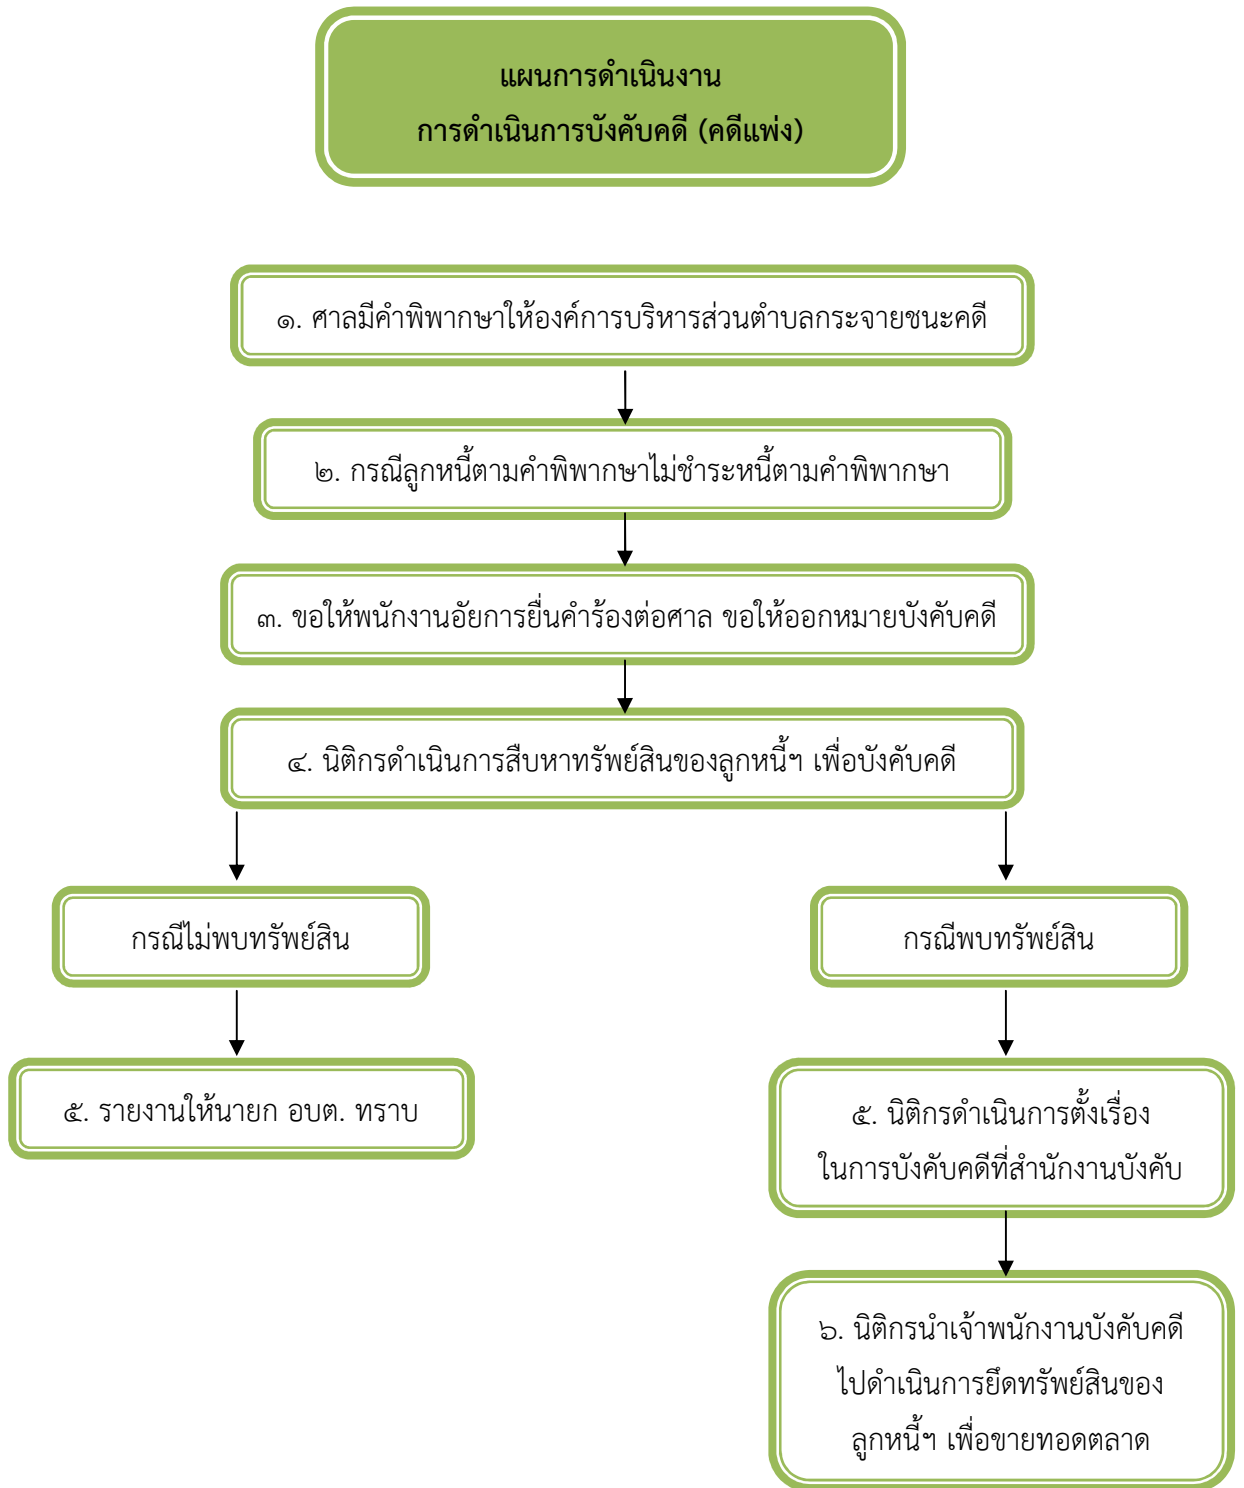 แผนการดำเนินงาน
การดำเนินการบังคับคดี (คดีแพ่ง)
๑. ศาลมีคำพิพากษาให้องค์การบริหารส่วนตำบลกระจายชนะคดี
๒. กรณีลูกหนี้ตามคำพิพากษาไม่ชำระหนี้ตามคำพิพากษา
๓. ขอให้พนักงานอัยการยื่นคำร้องต่อศาล ขอให้ออกหมายบังคับคดี
๔. นิติกรดำเนินการสืบหาทรัพย์สินของลูกหนี้ฯ เพื่อบังคับคดี
กรณีไม่พบทรัพย์สิน
กรณีพบทรัพย์สิน
๕. รายงานให้นายก อบต. ทราบ
๕. นิติกรดำเนินการตั้งเรื่อง
ในการบังคับคดีที่สำนักงานบังคับ
๖. นิติกรนำเจ้าพนักงานบังคับคดี
ไปดำเนินการยึดทรัพย์สินของ
ลูกหนี้ฯ เพื่อขายทอดตลาด